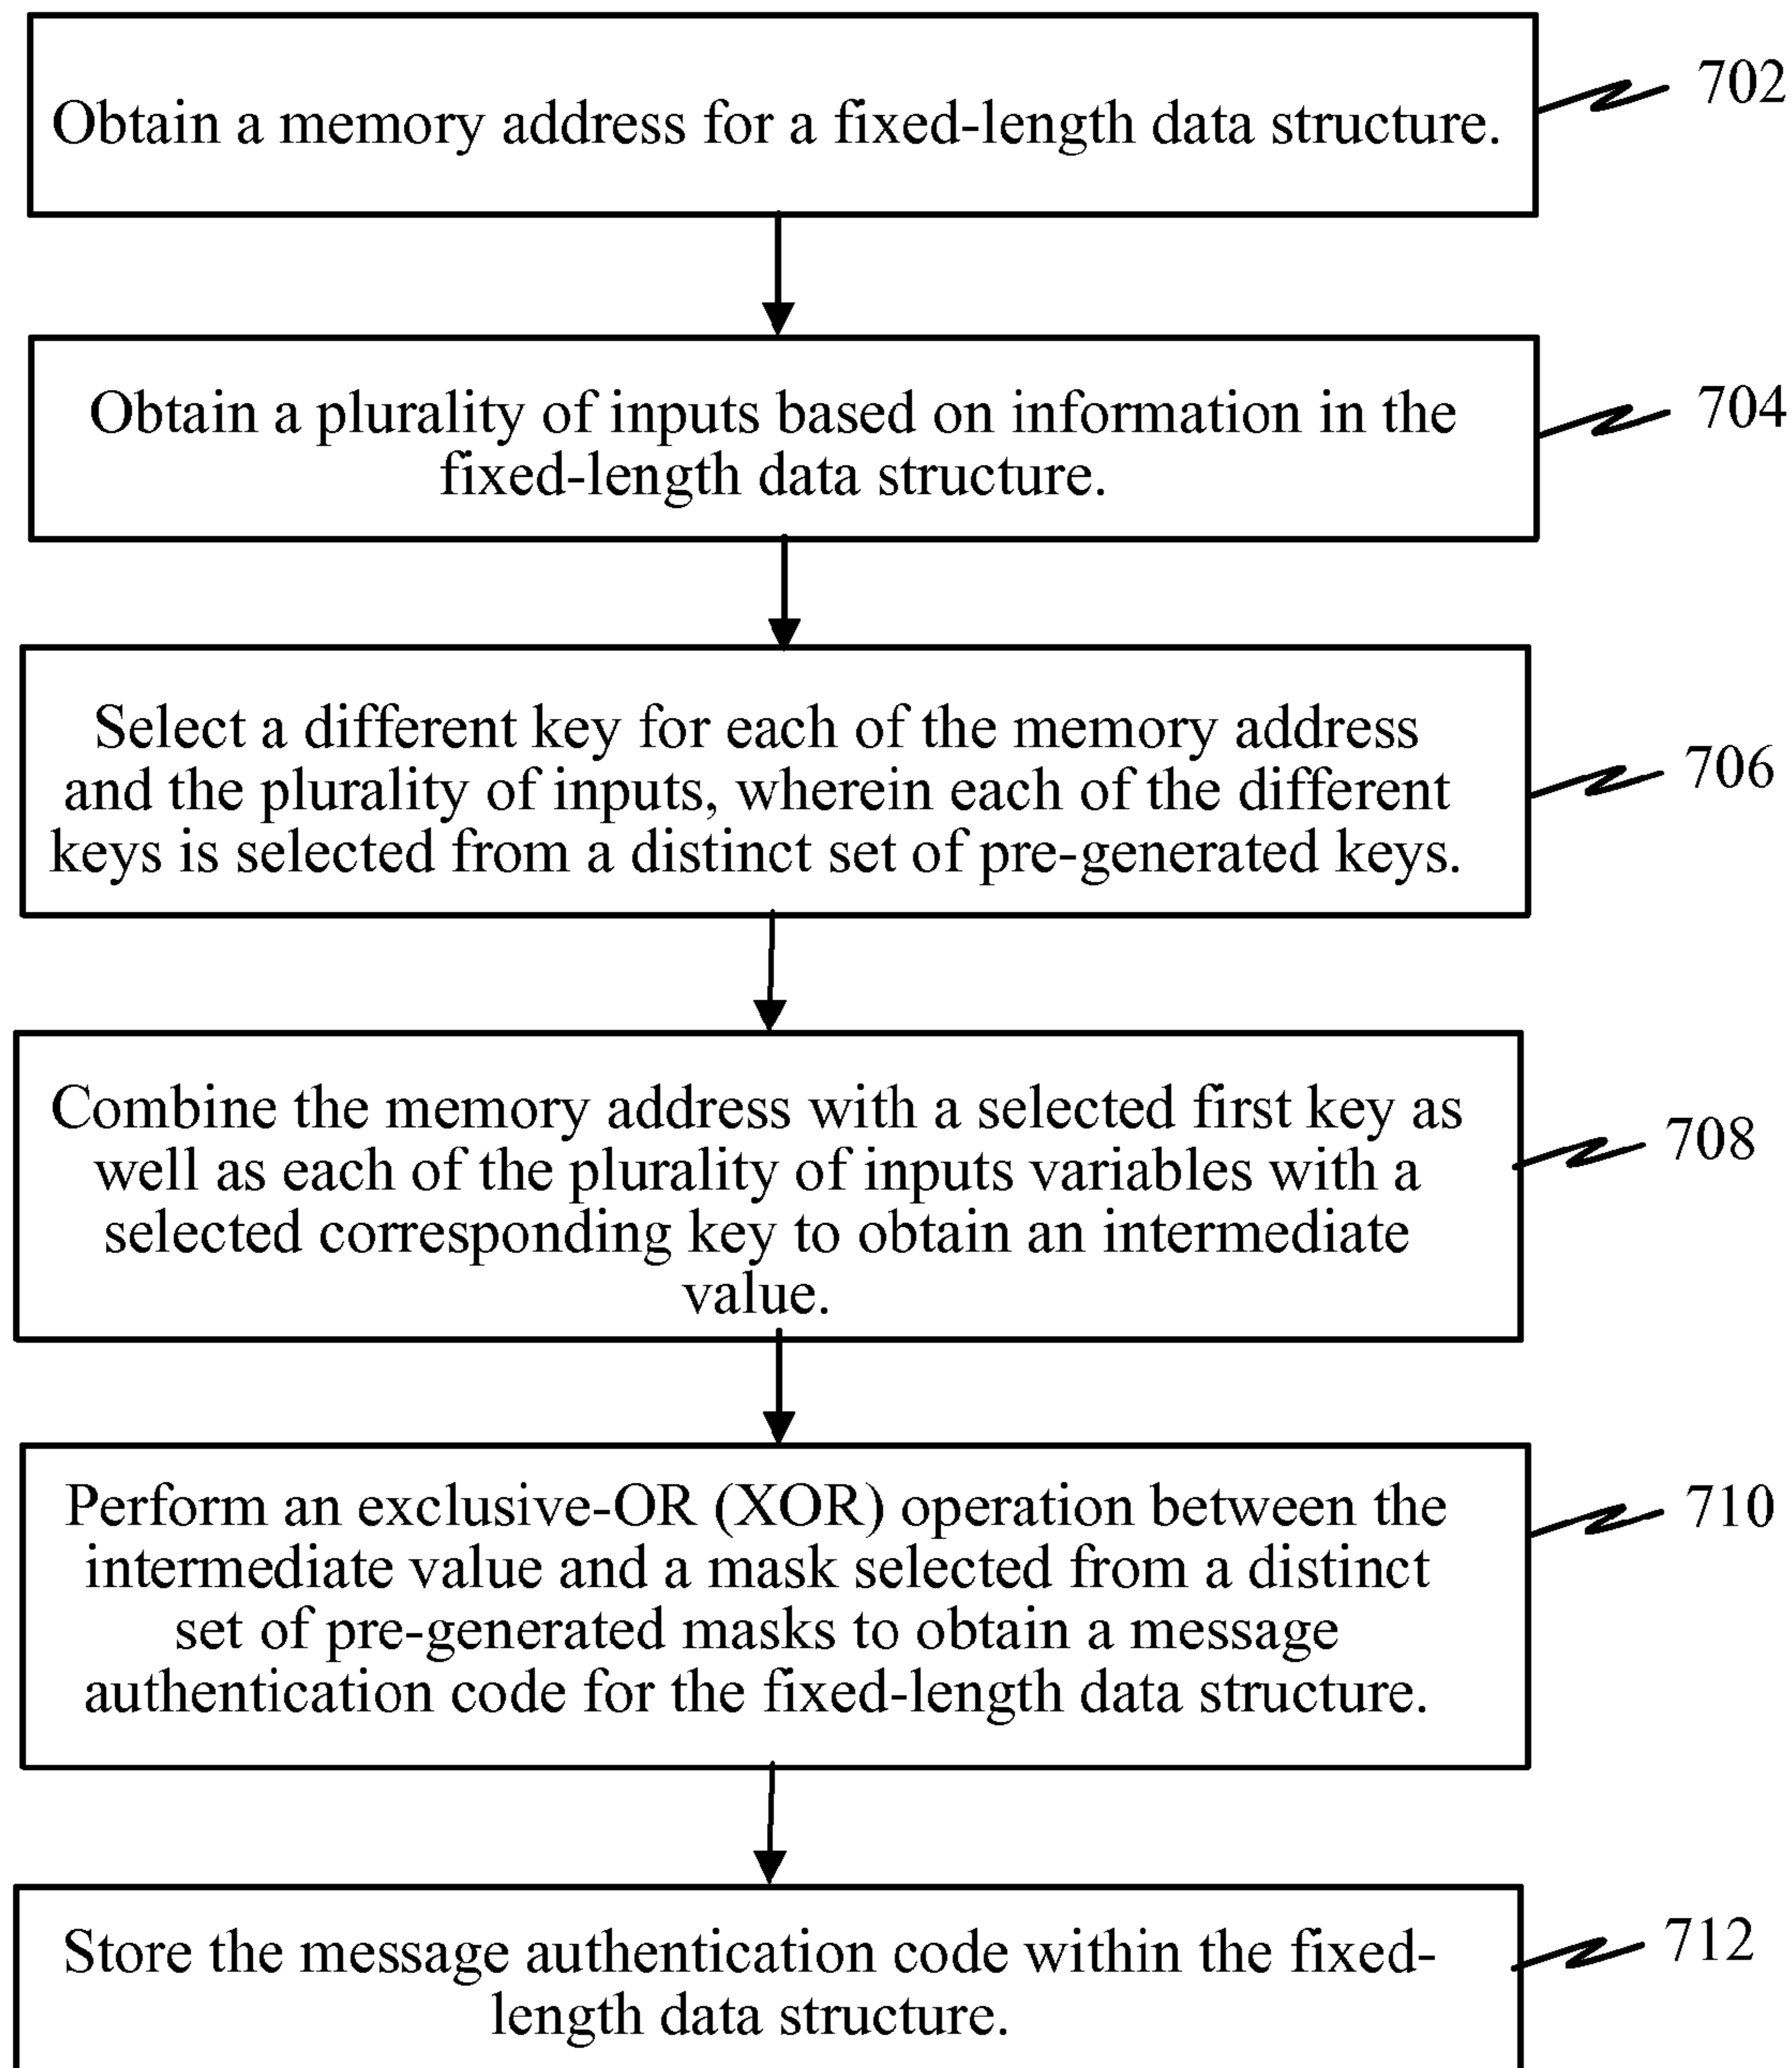 Obtain a memory address for a fixed-length data structure.
702
Obtain a plurality of inputs based on information in the
fixed-length data structure.
704
Select a different key for each of the memory address
and the plurality of inputs, wherein each of the different
keys is selected from a distinct set of pre-generated keys.
706
Combine the memory address with a selected first key as
well as each of the plurality of inputs variables with a
selected corresponding key to obtain an intermediate
value.
708
Perform an exclusive-OR (XOR) operation between the
intermediate value and a mask selected from a distinct
set of pre-generated masks to obtain a message
authentication code for the fixed-length data structure.
710
Store the message authentication code within the fixed-
length data structure.
712